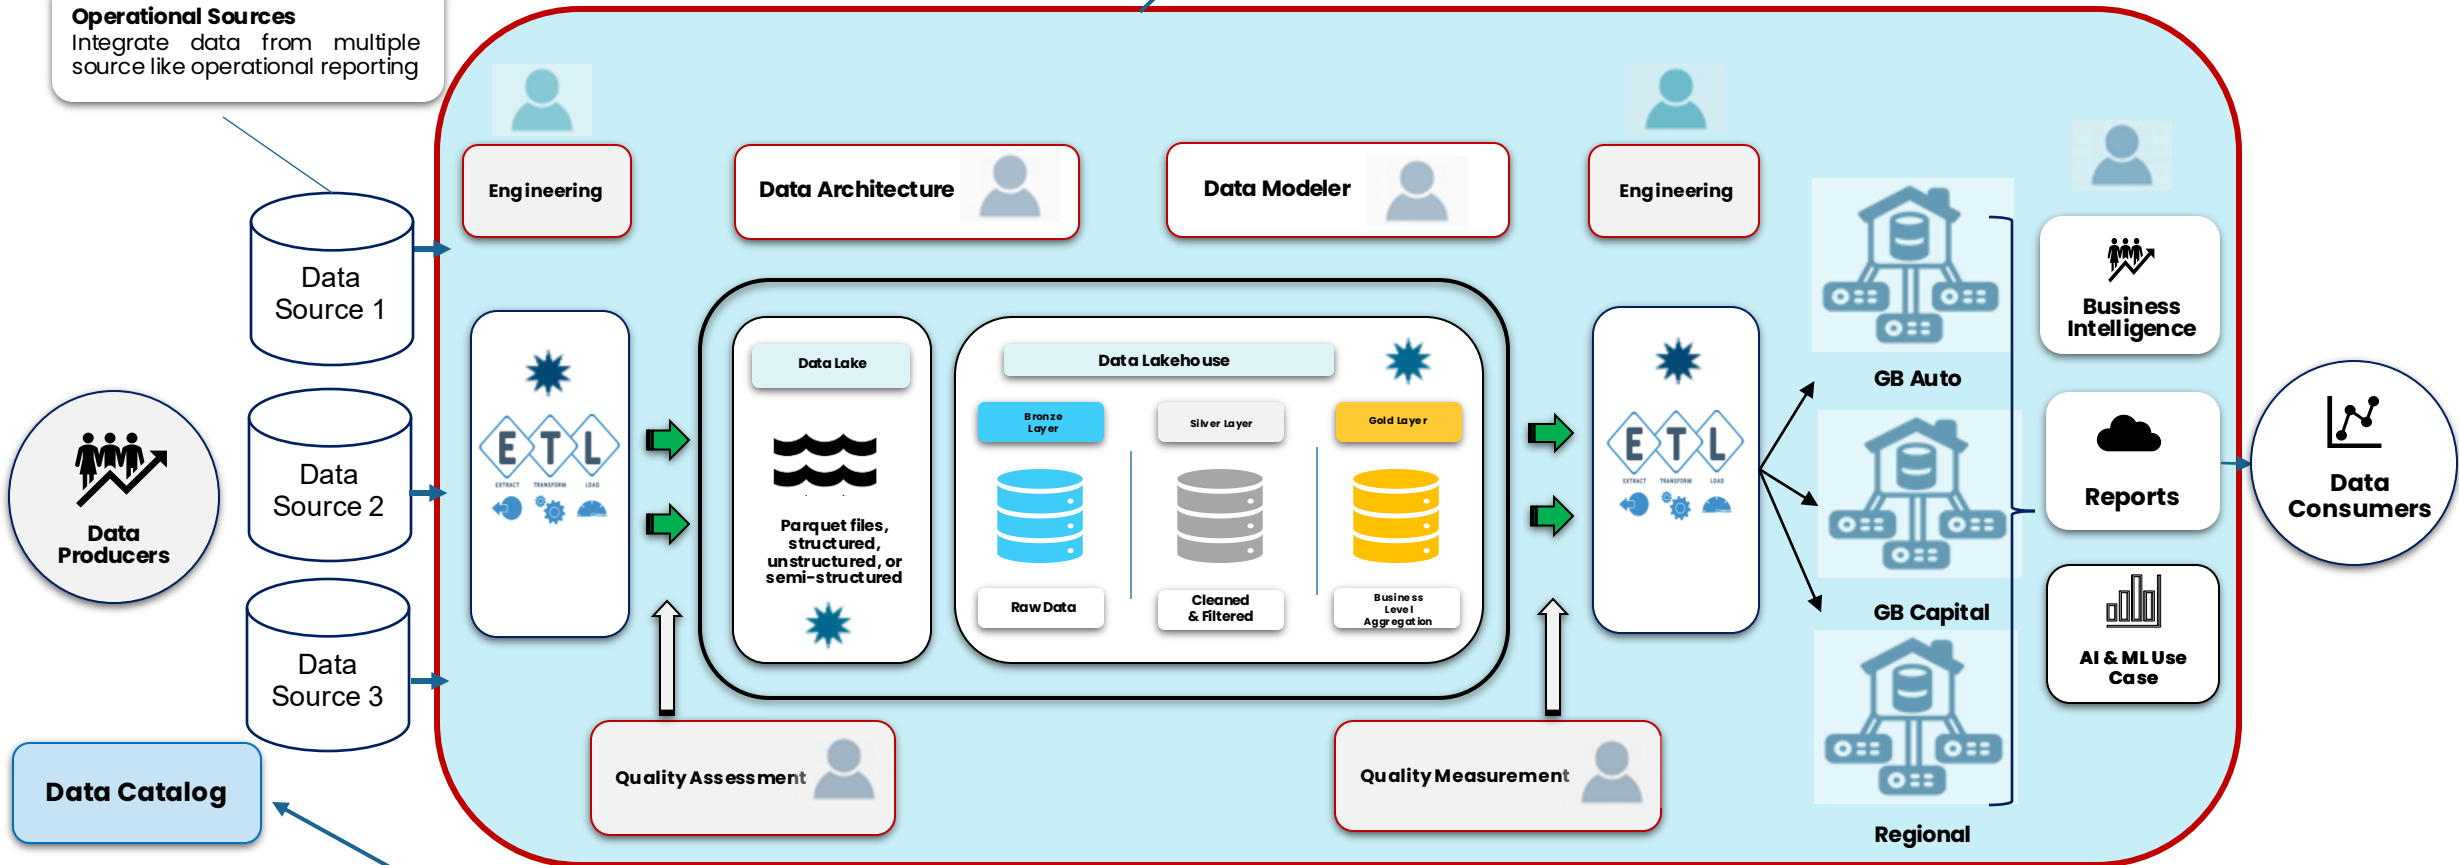 Operational Sources
Integrate data from multiple
source like operational reporting
Engineering
Data Architecture
Data Modeler
Engineering
Data
Source 1
Data
Source 2
Data
Source 3
Data
Producers
Data Catalog
E T L
EXTRACT TRANSFORM LOAD
Data Lake
Parquet files,
structured,
unstructured, or
semi-structured
Data Lakehouse
Bronze
Layer
Silver Layer
Gold Layer
Raw Data
Cleaned
& Filtered
Business
Level
Aggregation
E T L
EXTRACT TRANSFORM LOAD
Quality Assessment
Quality Measurement
GB Auto
GB Capital
Regional
Business
Intelligence
Reports
AI & ML Use
Case
Data
Consumers